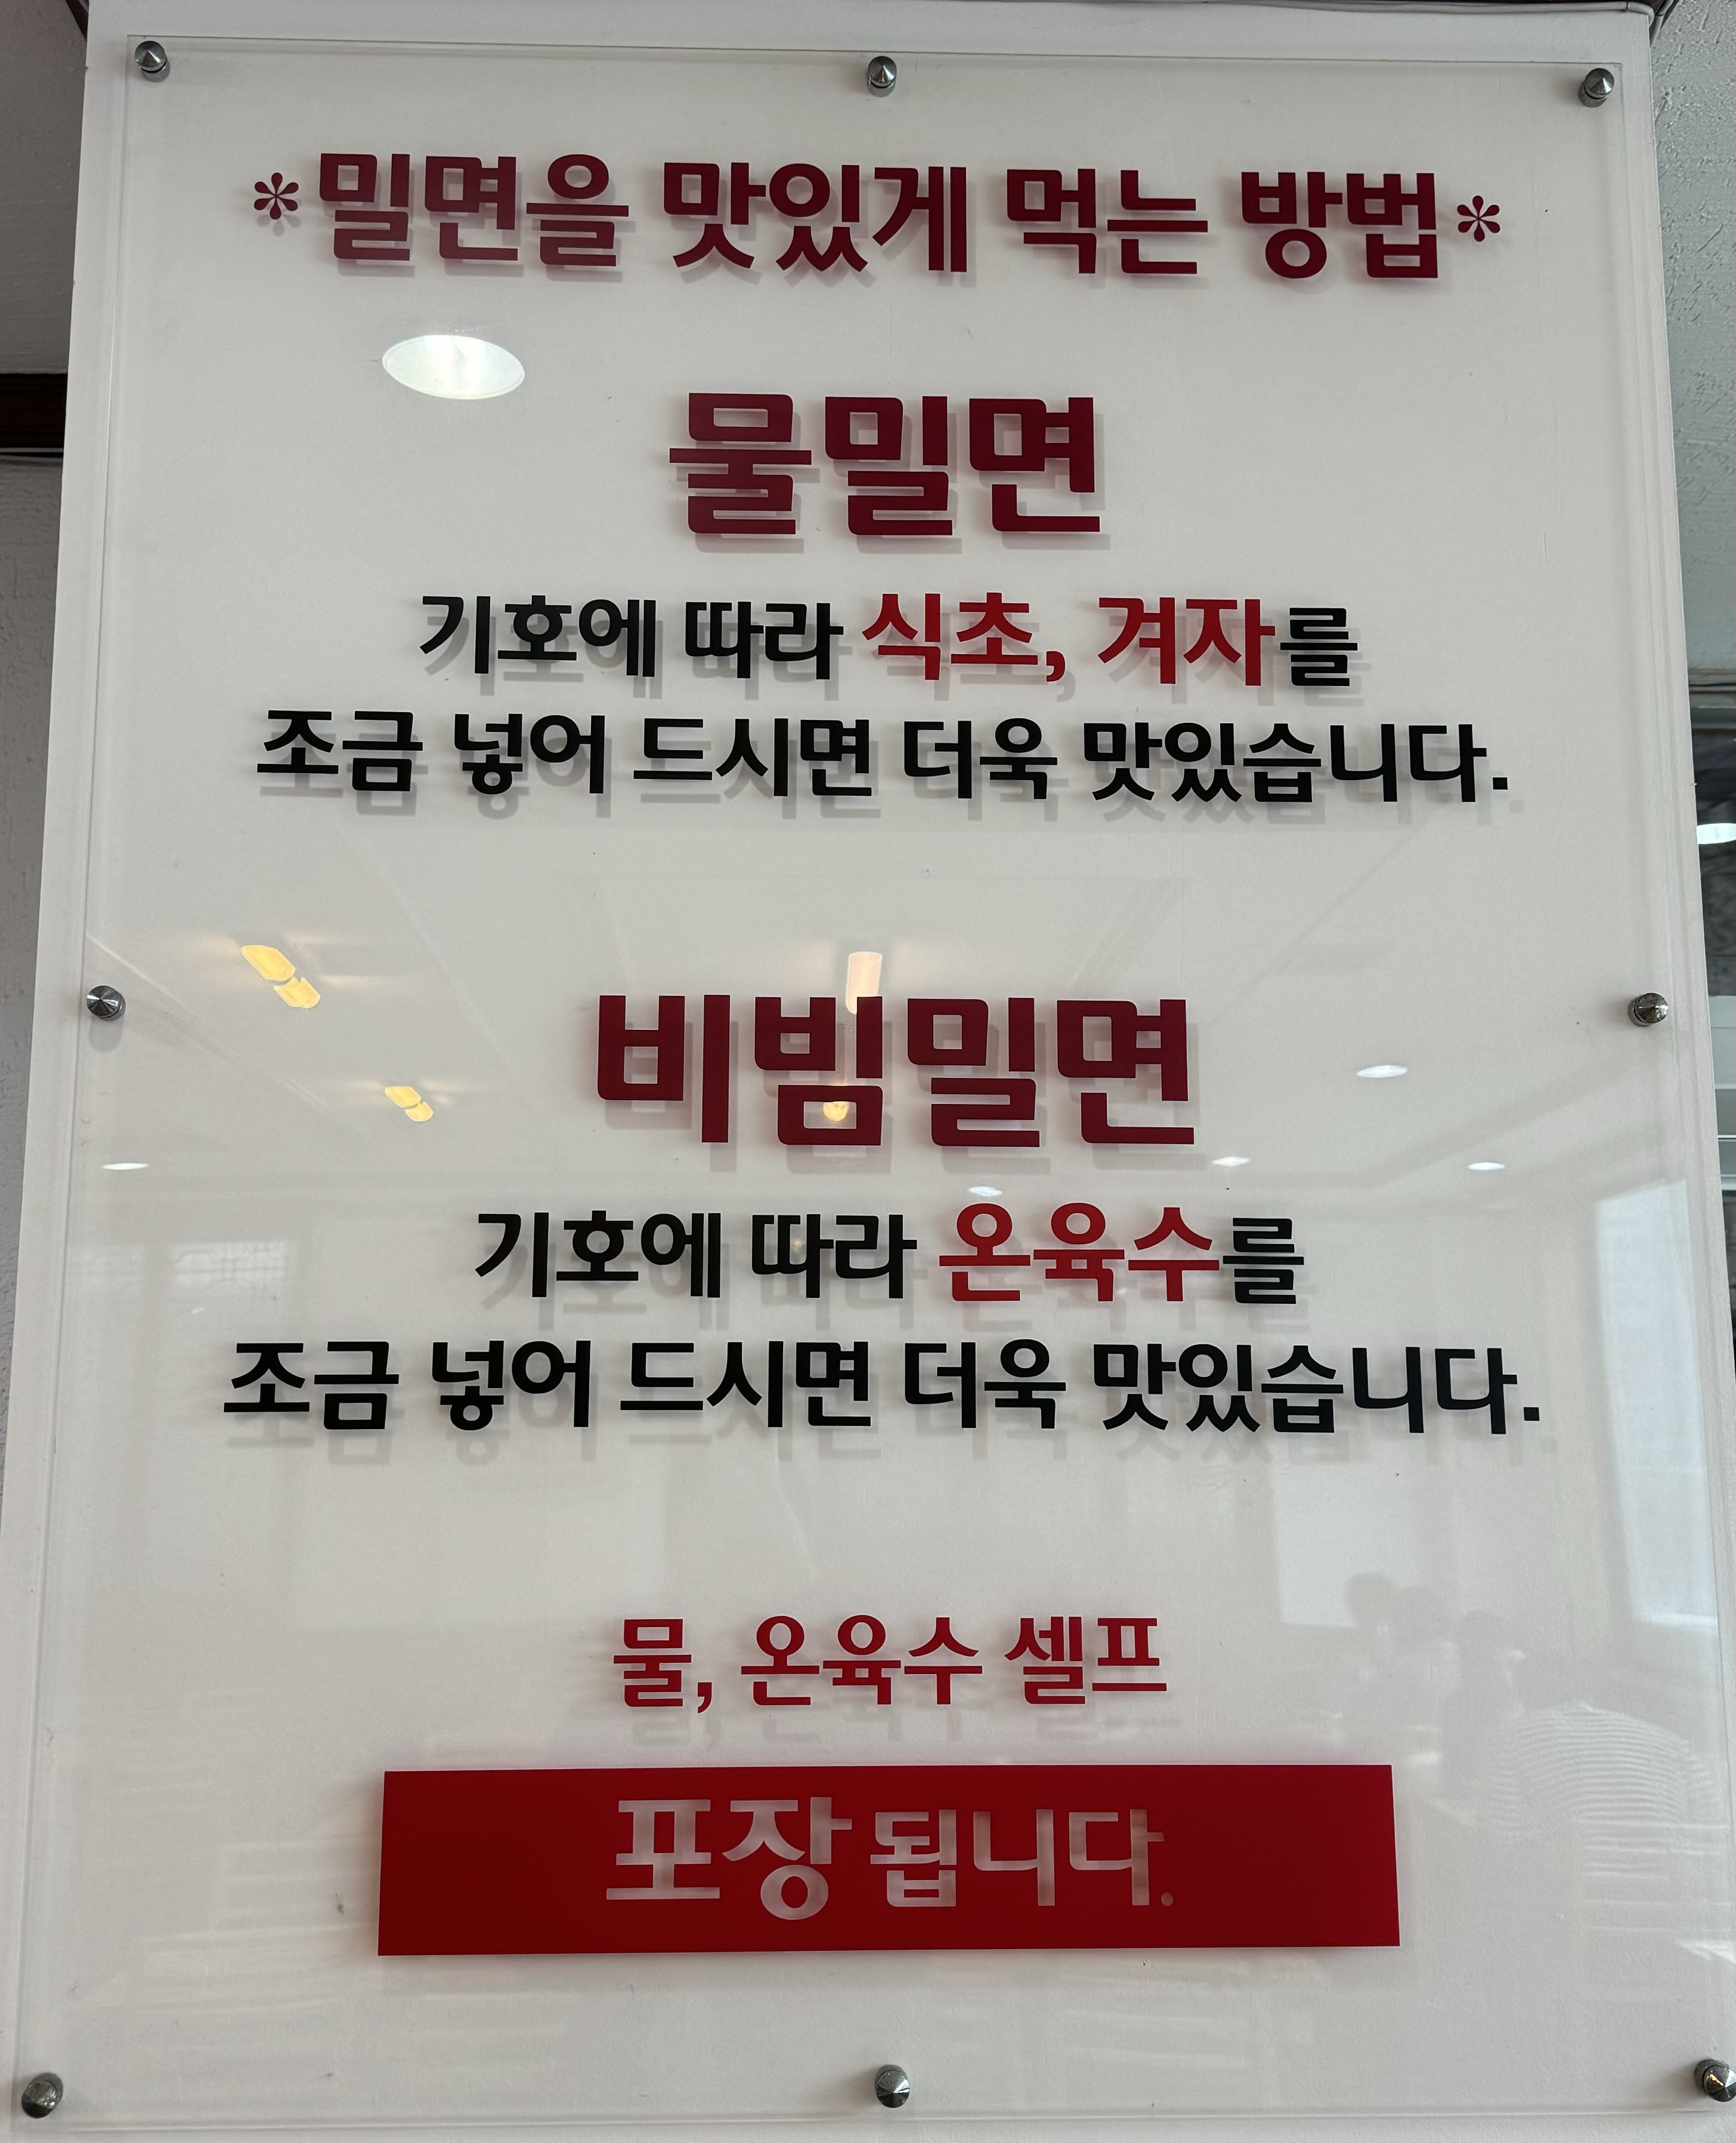 *밀면을 맛있게 먹는 방법*
물밀면
기호에 따라 식초, 겨자를
조금 넣어 드시면 더욱 맛있습니다.
비빔밀면
기호에 따라 온육수를
조금 넣어 드시면 더욱 맛있습니다.
물, 온육수 셀프
포장 됩니다.